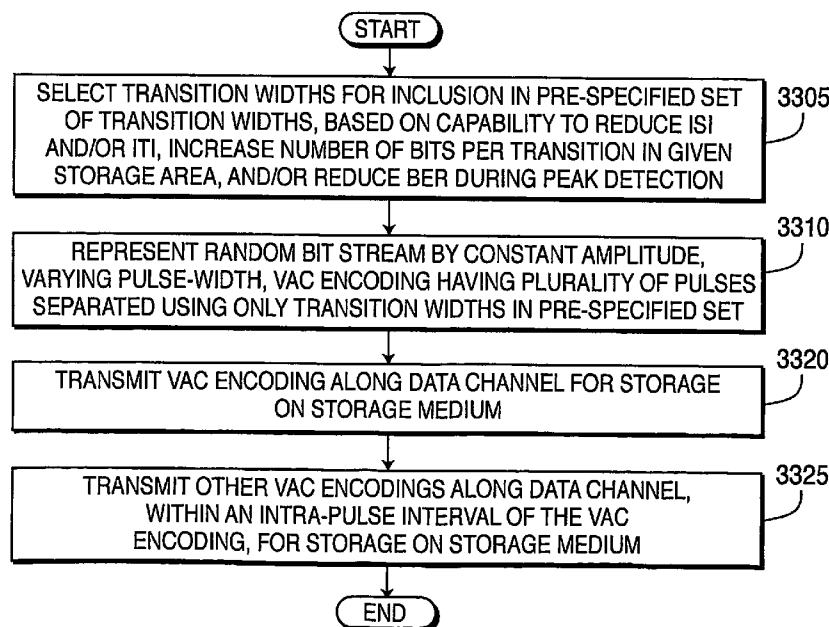 START
SELECT TRANSITION WIDTHS FOR INCLUSION IN PRE-SPECIFIED SET
OF TRANSITION WIDTHS, BASED ON CAPABILITY TO REDUCE ISI
AND/OR ITI, INCREASE NUMBER OF BITS PER TRANSITION IN GIVEN
STORAGE AREA, AND/OR REDUCE BER DURING PEAK DETECTION
3305
REPRESENT RANDOM BIT STREAM BY CONSTANT AMPLITUDE,
VARYING PULSE-WIDTH, VAC ENCODING HAVING PLURALITY OF PULSES
SEPARATED USING ONLY TRANSITION WIDTHS IN PRE-SPECIFIED SET
3310
TRANSMIT VAC ENCODING ALONG DATA CHANNEL FOR STORAGE
ON STORAGE MEDIUM
3320
TRANSMIT OTHER VAC ENCODINGS ALONG DATA CHANNEL,
WITHIN AN INTRA-PULSE INTERVAL OF THE VAC
ENCODING, FOR STORAGE ON STORAGE MEDIUM
3325
END